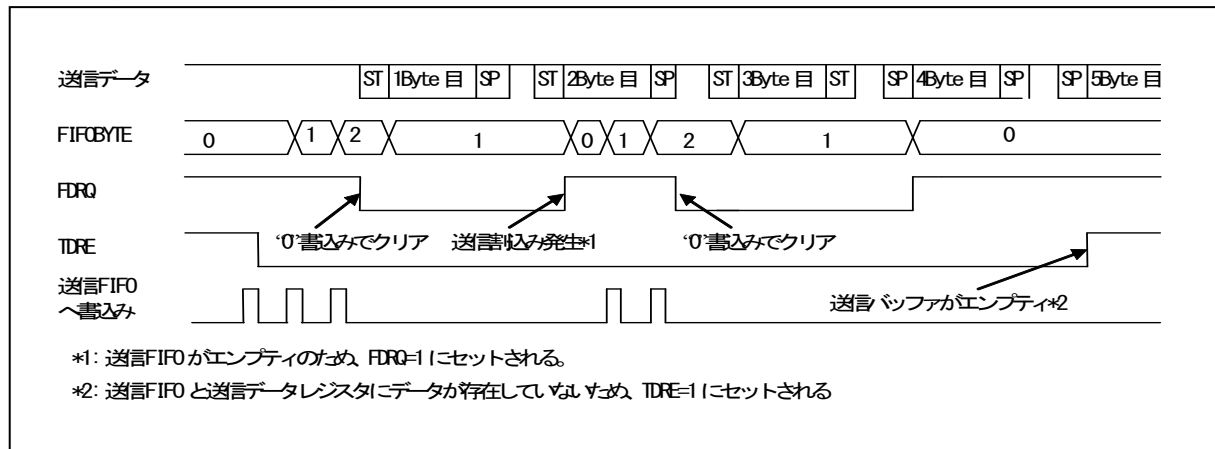 送信データ ST 1Byte 目 SP ST 2Byte 目 SP ST 3Byte 目 ST SP 4Byte 目 SP SP 5Byte 目
FIFOBYTE 0 1 2 1 0 1 2 1 0
FDRQ
“0”書込みでクリア 送信割込み発生*1 “0”書込みでクリア
TDRE
送信FIFO
へ書込み
送信バッファがエンプティ*2
*1: 送信FIFO がエンプティのため、FDRQ=1 にセットされる。
*2: 送信FIFO と送信データレジスタにデータが存在していないため、TDRE=1 にセットされる